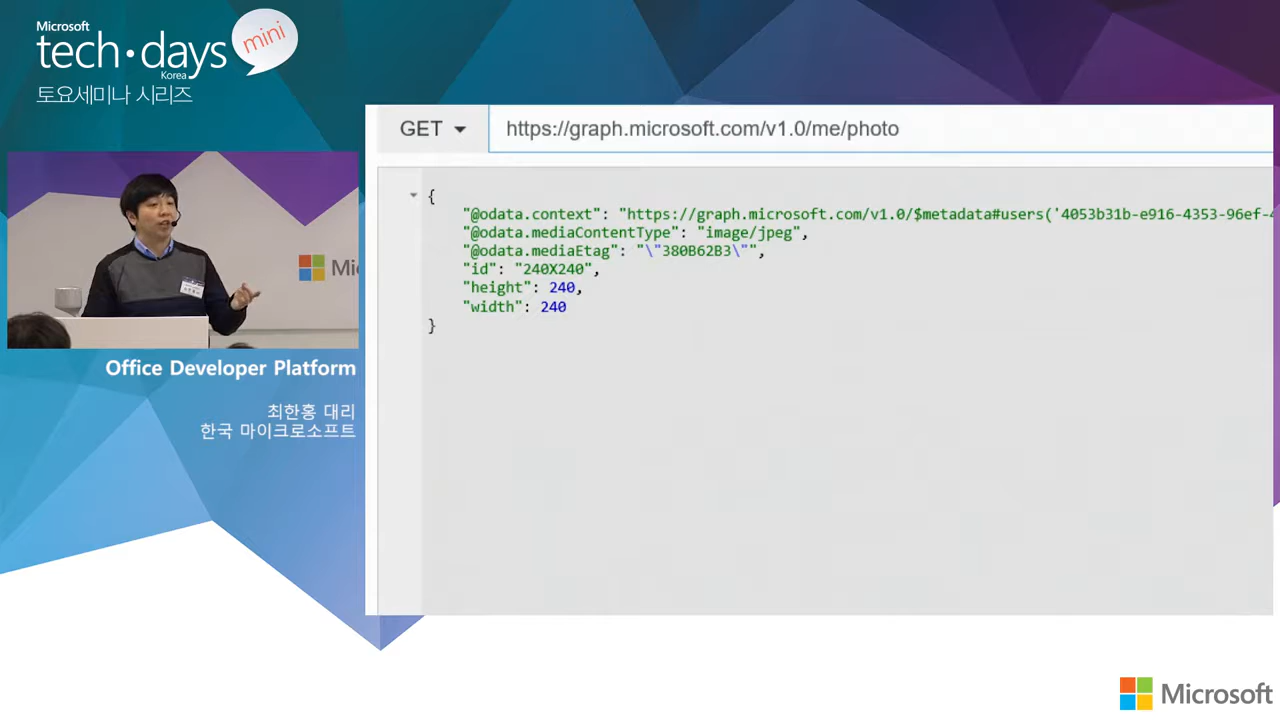 Microsoft
tech·days
mini
Korea
토요세미나 시리즈
GET
https://graph.microsoft.com/v1.0/me/photo
{
"@odata.context": "https://graph.microsoft.com/v1.0/$metadata#users('4053b31b-e916-4353-96ef-4
"@odata.mediaContentType": "image/jpeg",
"@odata.mediaEtag": "\"380B62B3\"",
"id": "240X240",
"height": 240,
"width": 240
}
Mi
Office Developer Platform
최한홍 대리
한국 마이크로소프트
Microsoft